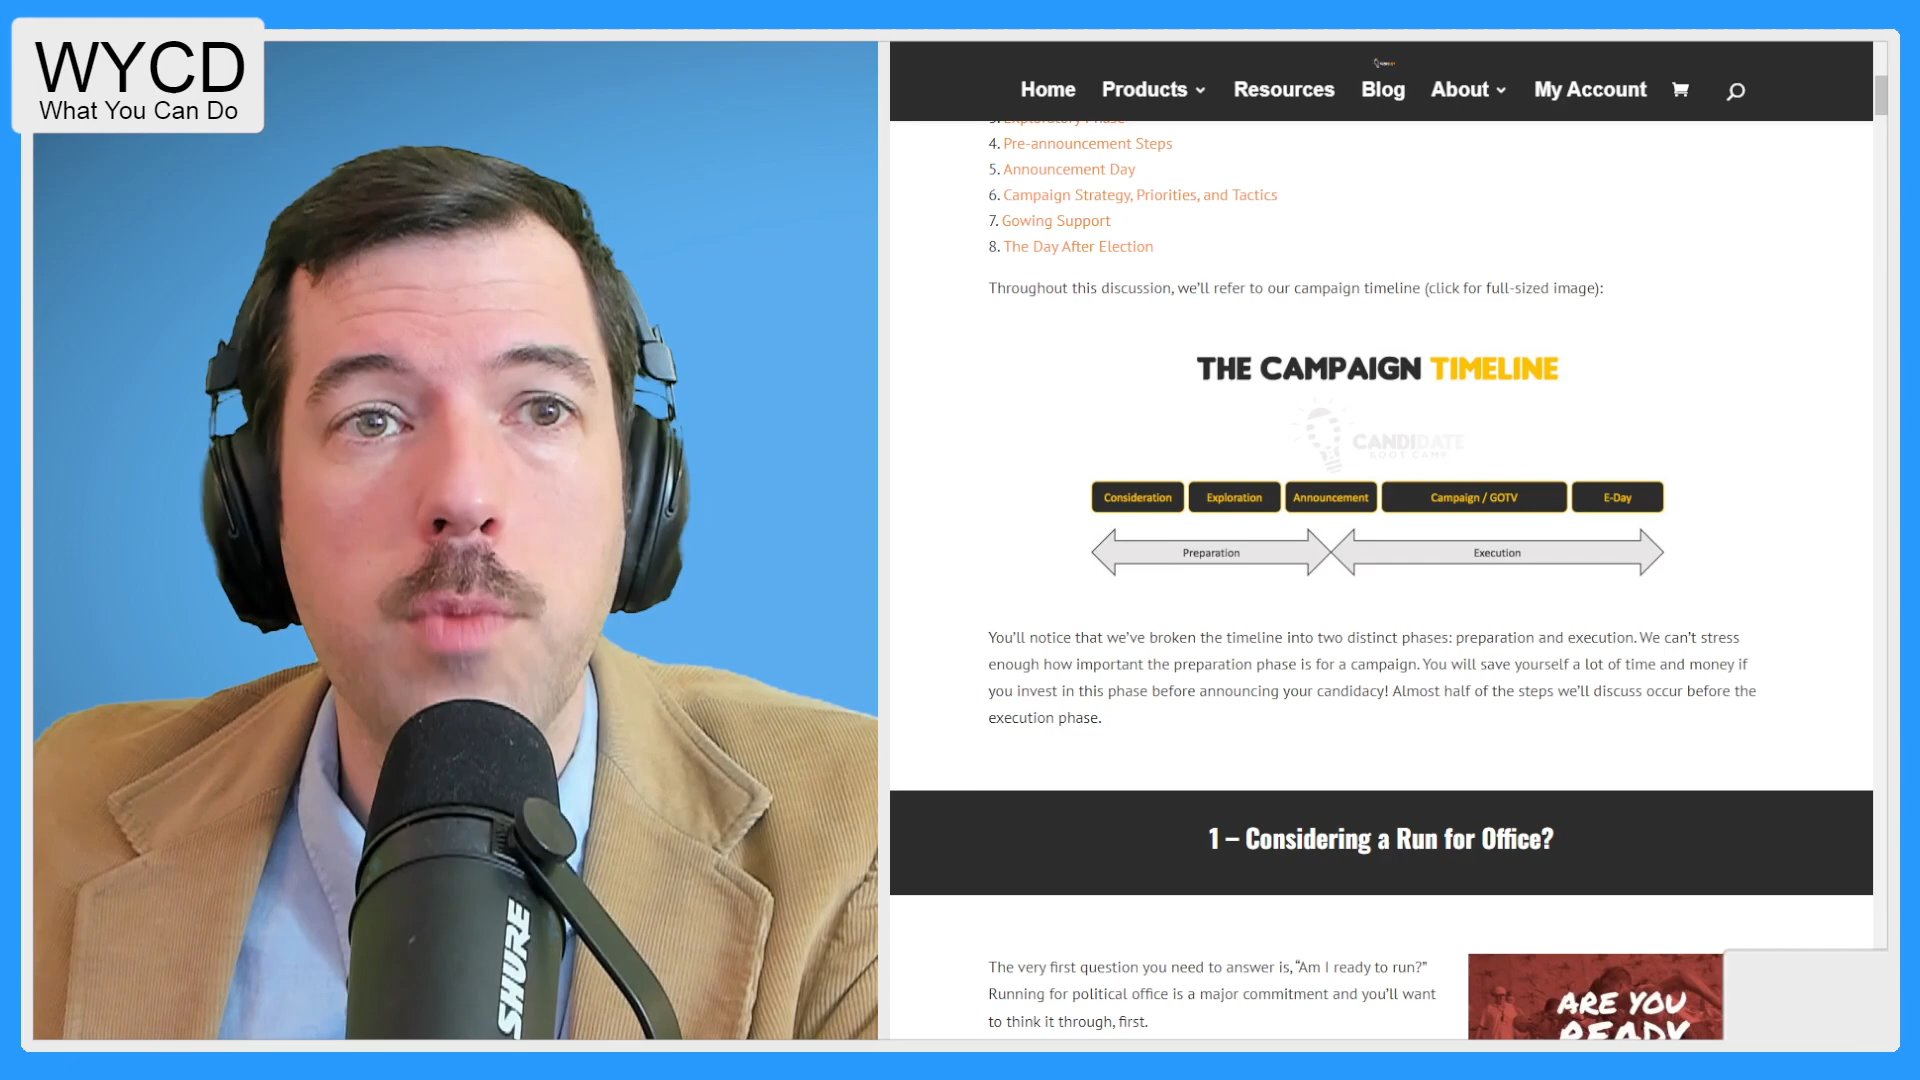 WYCD
What You Can Do
Home Products Resources Blog About My Account
3. Exploratory Phase
4. Pre-announcement Steps
5. Announcement Day
6. Campaign Strategy, Priorities, and Tactics
7. Gowing Support
8. The Day After Election
Throughout this discussion, we’ll refer to our campaign timeline (click for full-sized image):
THE CAMPAIGN TIMELINE
CANDIDATE
BOOT CAMP
Consideration Exploration Announcement Campaign / GOTV E-Day
Preparation Execution
You’ll notice that we’ve broken the timeline into two distinct phases: preparation and execution. We can’t stress
enough how important the preparation phase is for a campaign. You will save yourself a lot of time and money if
you invest in this phase before announcing your candidacy! Almost half of the steps we’ll discuss occur before the
execution phase.
1 – Considering a Run for Office?
The very first question you need to answer is, “Am I ready to run?”
Running for political office is a major commitment and you’ll want
to think it through, first.
ARE YOU
READY
SHURE